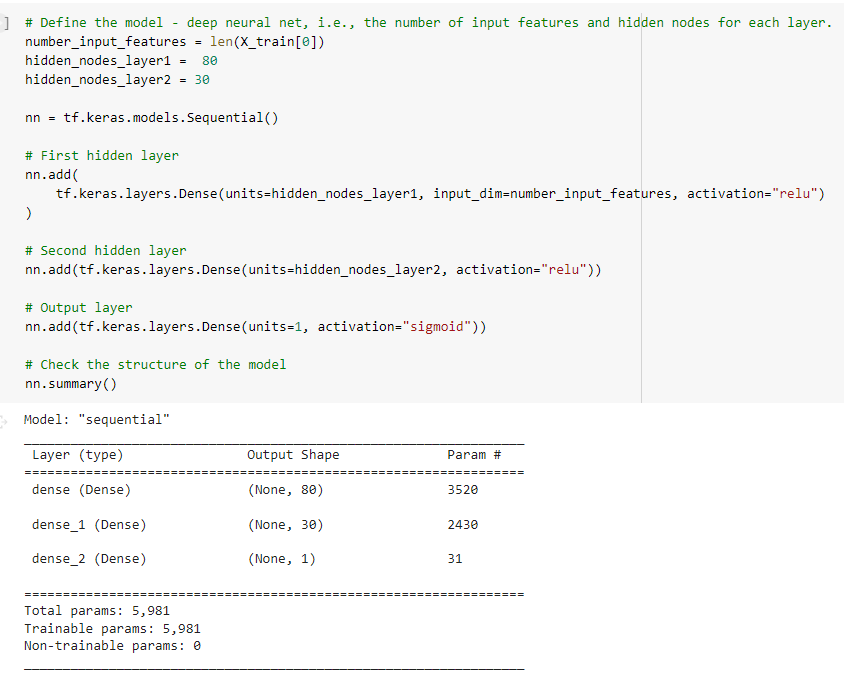 ] # Define the model - deep neural net, i.e., the number of input features and hidden nodes for each layer.
number_input_features = len(X_train[0])
hidden_nodes_layer1 =  80
hidden_nodes_layer2 = 30
nn = tf.keras.models.Sequential()
# First hidden layer
nn.add(
    tf.keras.layers.Dense(units=hidden_nodes_layer1, input_dim=number_input_features, activation="relu")
)
# Second hidden layer
nn.add(tf.keras.layers.Dense(units=hidden_nodes_layer2, activation="relu"))
# Output layer
nn.add(tf.keras.layers.Dense(units=1, activation="sigmoid"))
# Check the structure of the model
nn.summary()
Model: "sequential"
_________________________________________________________________
 Layer (type)                Output Shape              Param #
=================================================================
 dense (Dense)               (None, 80)                3520
 dense_1 (Dense)             (None, 30)                2430
 dense_2 (Dense)             (None, 1)                 31
=================================================================
Total params: 5,981
Trainable params: 5,981
Non-trainable params: 0
_________________________________________________________________